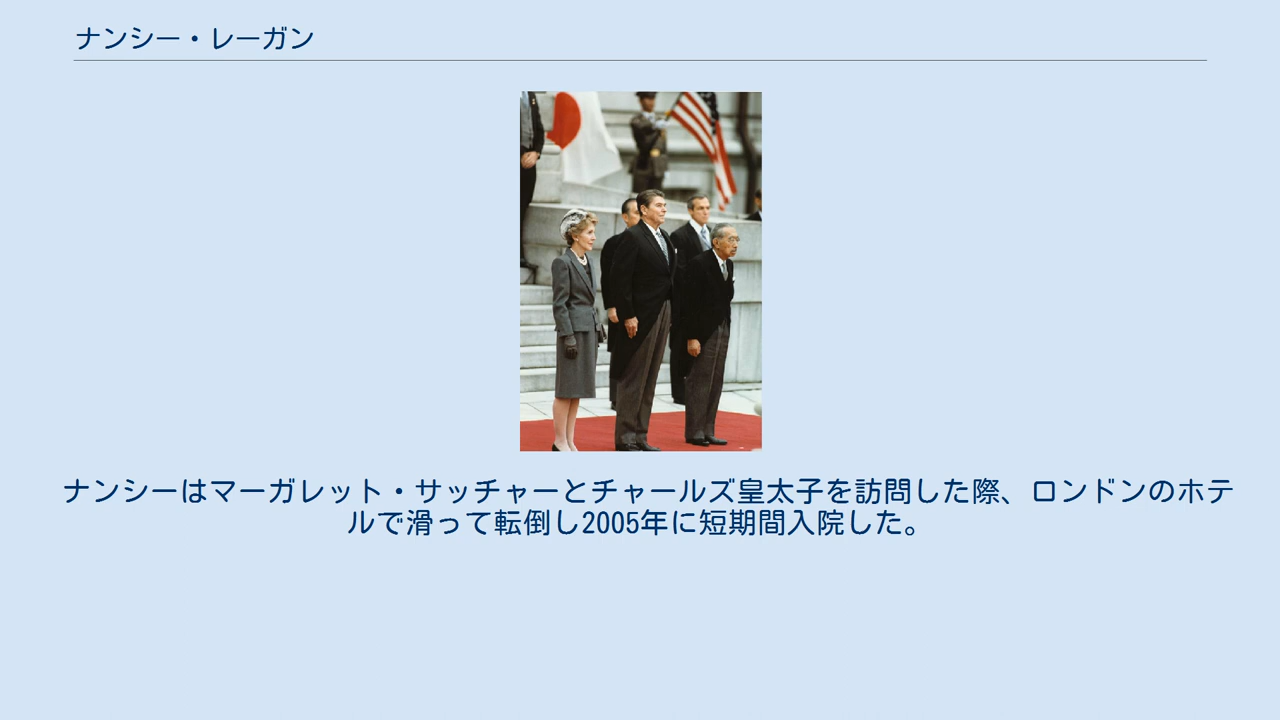 ナンシー・レーガン
ナンシーはマーガレット・サッチャーとチャールズ皇太子を訪問した際、ロンドンのホテ
ルで滑って転倒し2005年に短期間入院した。